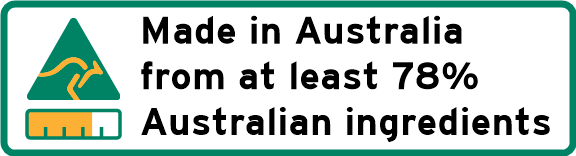 Made in Australia
from at least 78%
Australian ingredients